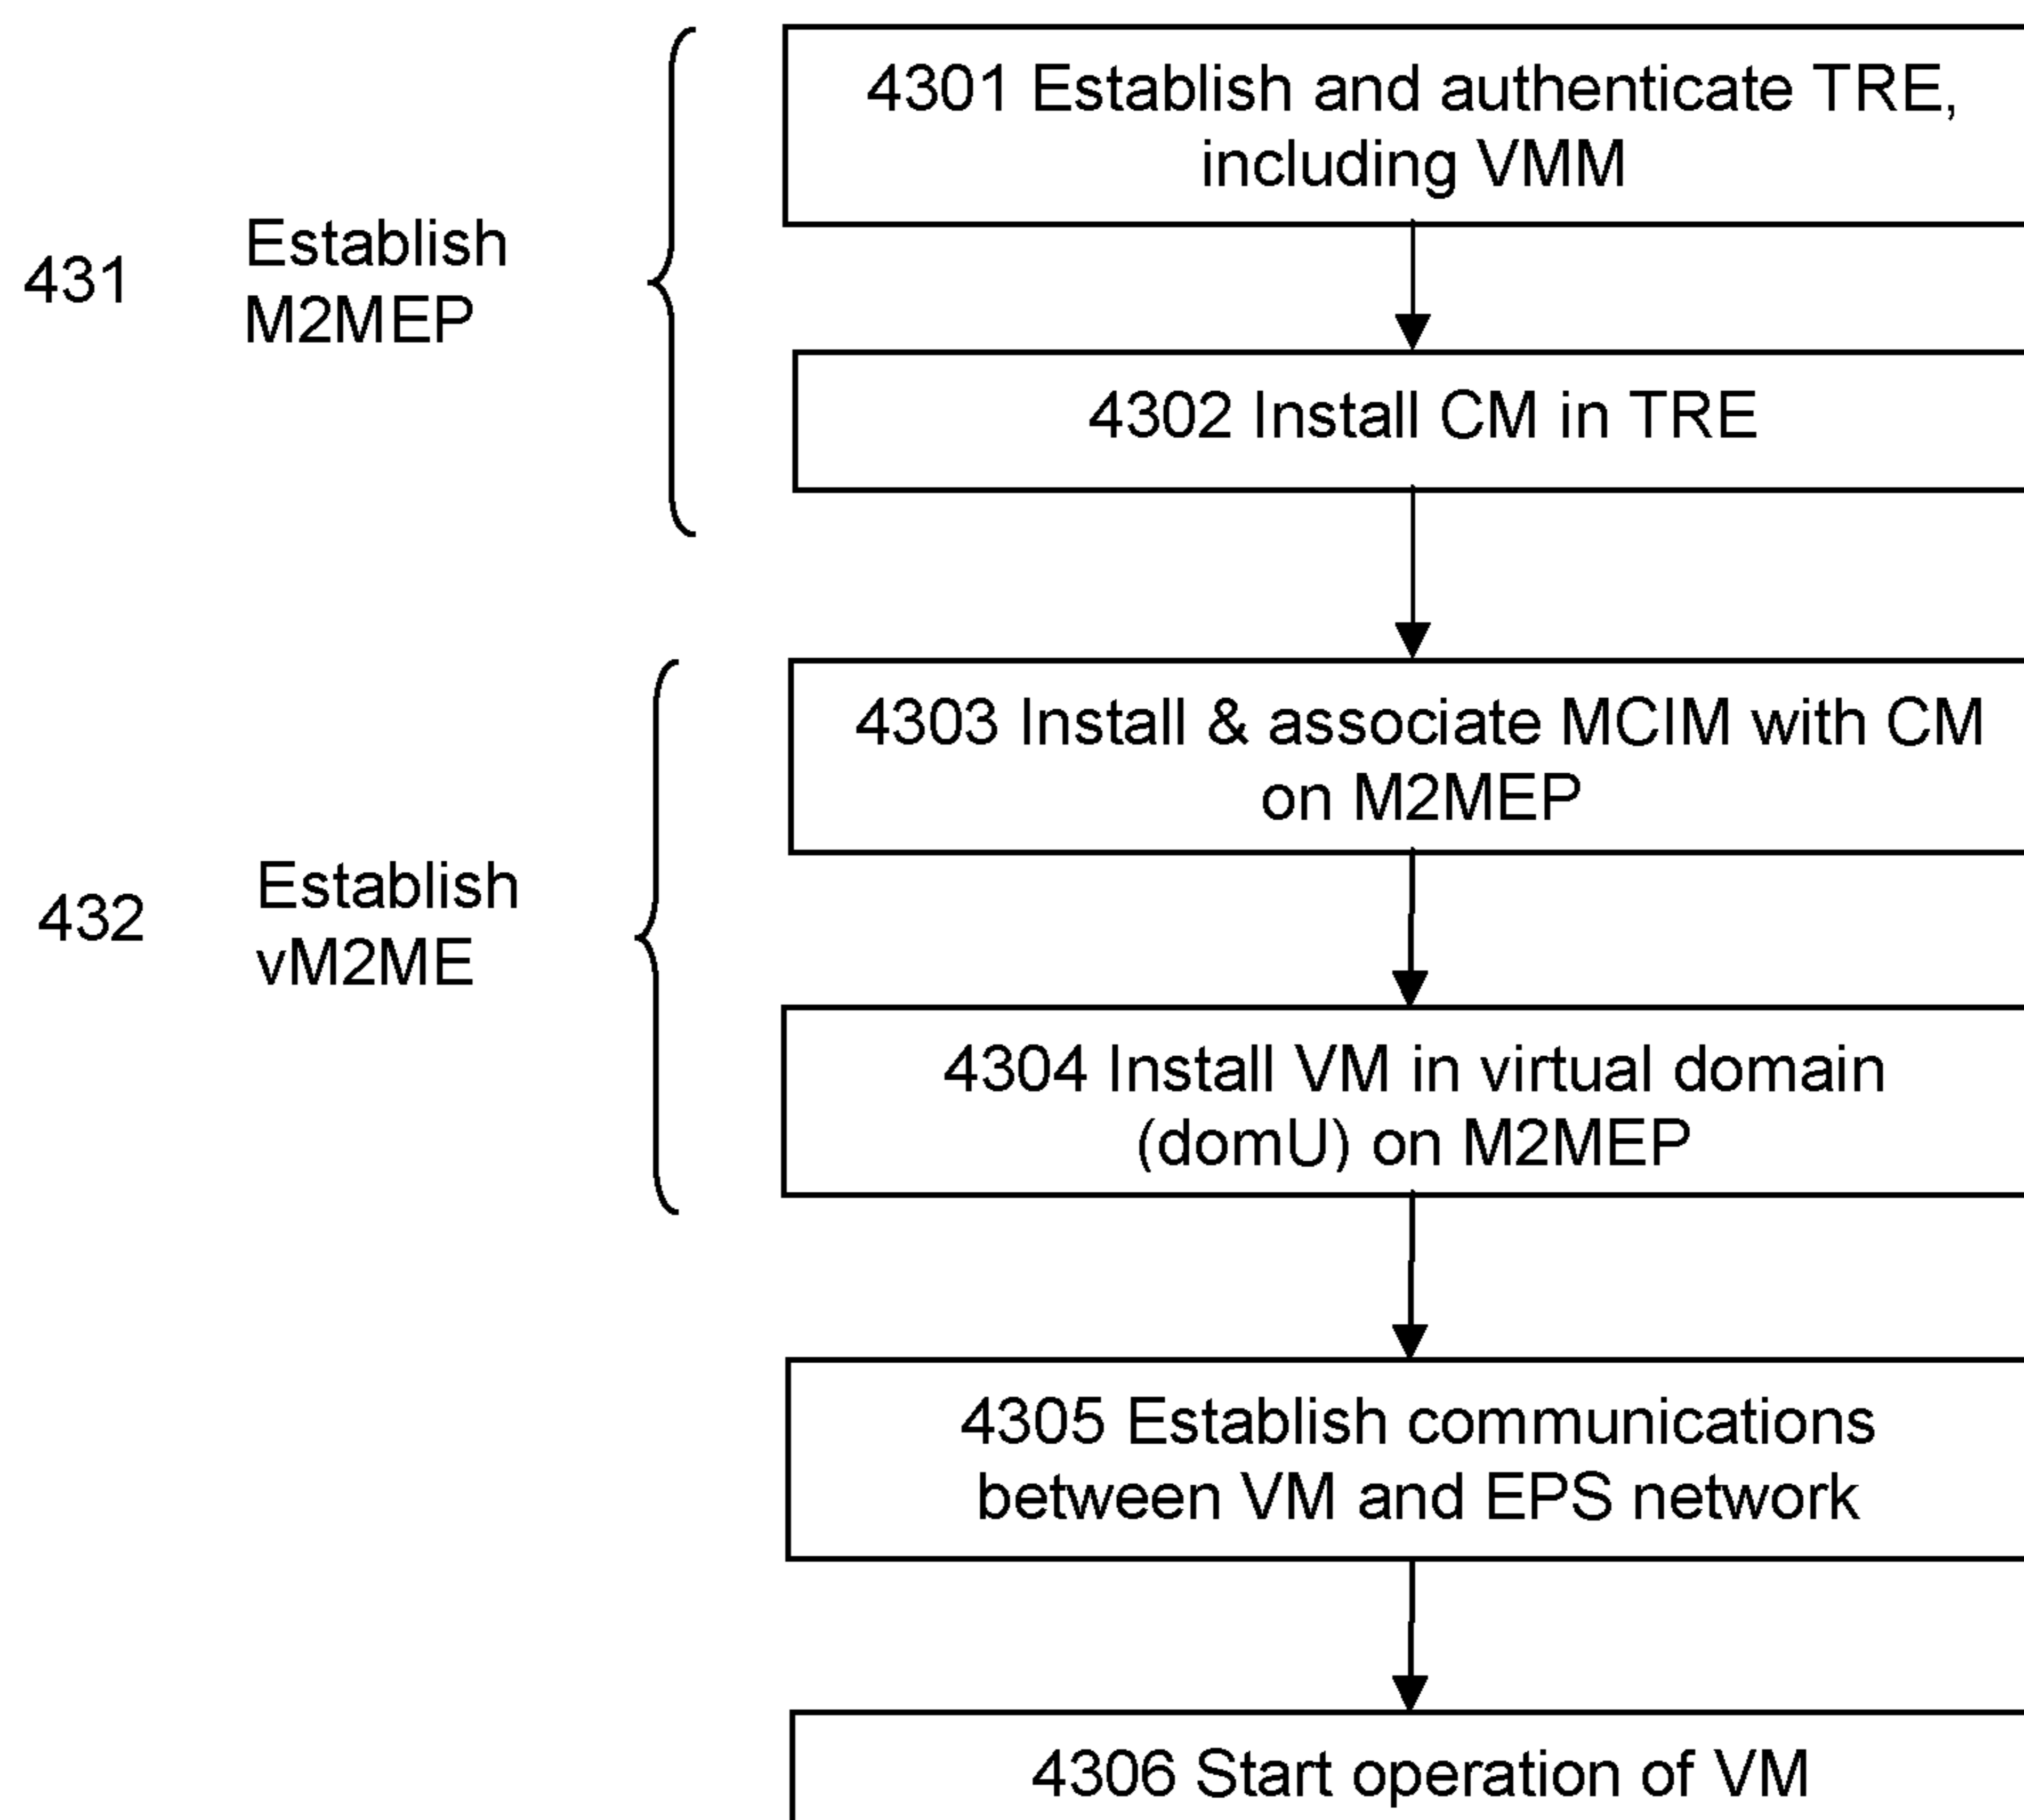 4301 Establish and authenticate TRE,
including VMM
431
Establish
M2MEP
4302 Install CM in TRE
4303 Install & associate MCIM with CM
on M2MEP
432
Establish
vM2ME
4304 Install VM in virtual domain
(domU) on M2MEP
4305 Establish communications
between VM and EPS network
4306 Start operation of VM